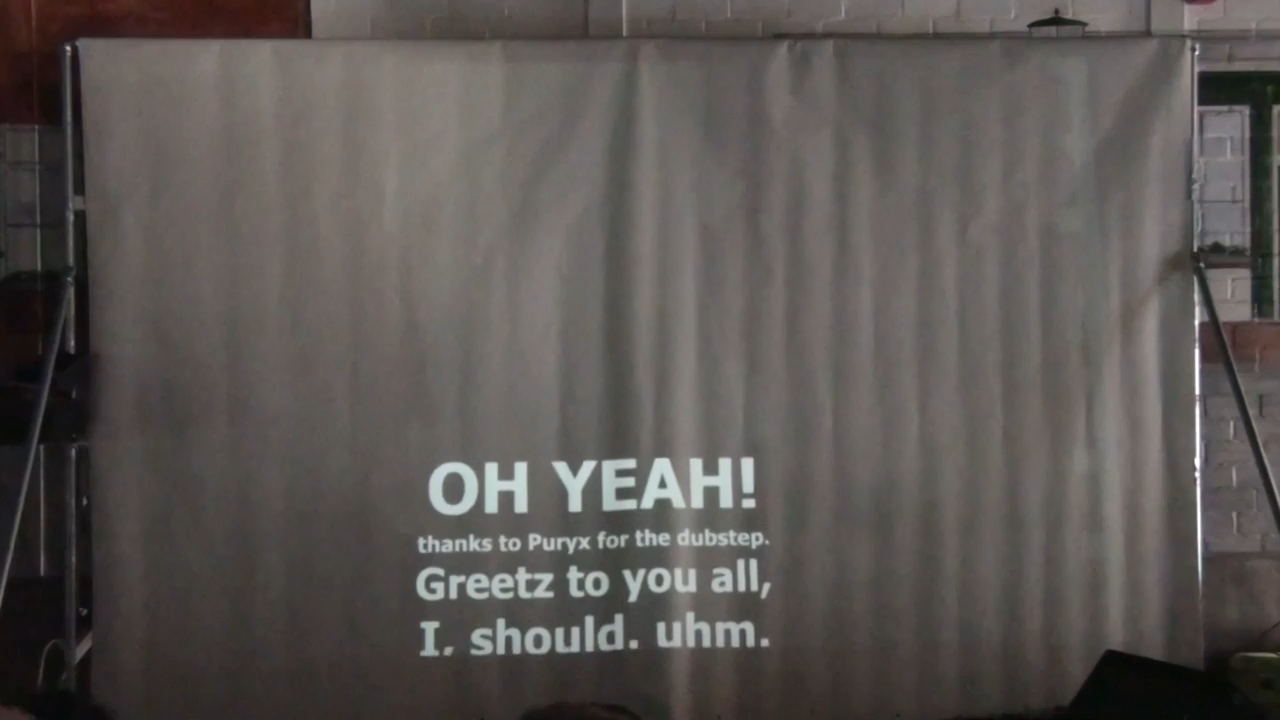 OH YEAH!
thanks to Puryx for the dubstep.
Greetz to you all,
I. should. uhm.